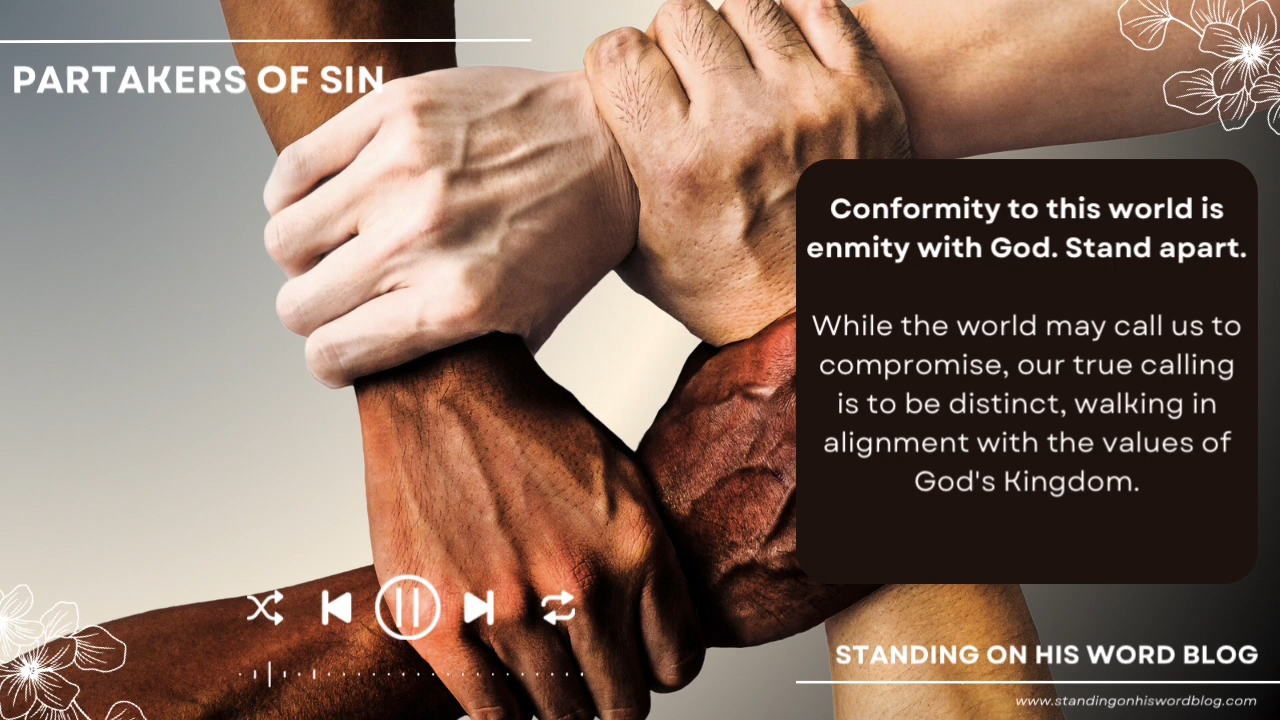 PARTAKERS OF SIN
Conformity to this world is
enmity with God. Stand apart.
While the world may call us to
compromise, our true calling
is to be distinct, walking in
alignment with the values of
God's Kingdom.
STANDING ON HIS WORD BLOG
www.standingonhiswordblog.com